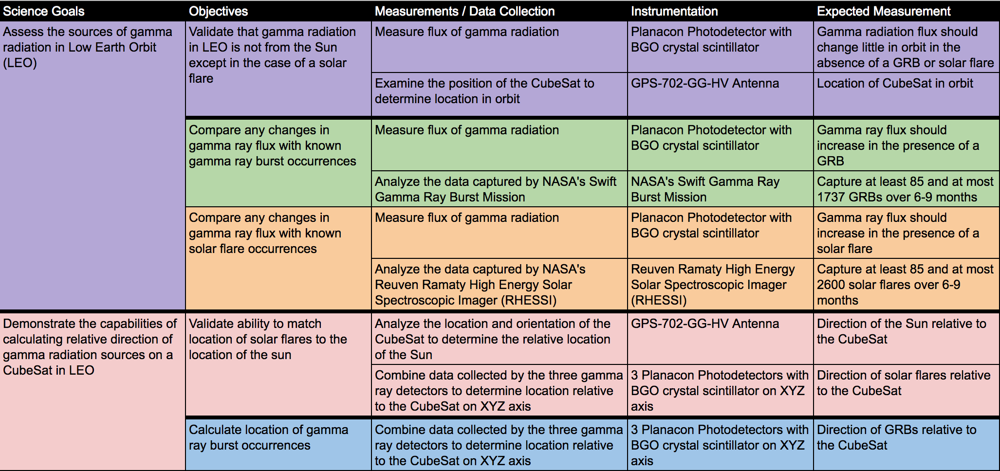 Science Goals
Objectives
Measurements / Data Collection
Instrumentation
Expected Measurement
Assess the sources of gamma
radiation in Low Earth Orbit
(LEO)
Validate that gamma radiation
in LEO is not from the Sun
except in the case of a solar
flare
Measure flux of gamma radiation
Planacon Photodetector with
BGO crystal scintillator
Gamma radiation flux should
change little in orbit in the
absence of a GRB or solar flare
Examine the position of the CubeSat to
determine location in orbit
GPS-702-GG-HV Antenna
Location of CubeSat in orbit
Compare any changes in
gamma ray flux with known
gamma ray burst occurrences
Measure flux of gamma radiation
Planacon Photodetector with
BGO crystal scintillator
Gamma ray flux should
increase in the presence of a
GRB
Analyze the data captured by NASA's Swift
Gamma Ray Burst Mission
NASA's Swift Gamma Ray
Burst Mission
Capture at least 85 and at most
1737 GRBs over 6-9 months
Compare any changes in
gamma ray flux with known
solar flare occurrences
Measure flux of gamma radiation
Planacon Photodetector with
BGO crystal scintillator
Gamma ray flux should
increase in the presence of a
solar flare
Analyze the data captured by NASA's
Reuven Ramaty High Energy Solar
Spectroscopic Imager (RHESSI)
Reuven Ramaty High Energy
Solar Spectroscopic Imager
(RHESSI)
Capture at least 85 and at most
2600 solar flares over 6-9
months
Demonstrate the capabilities of
calculating relative direction of
gamma radiation sources on a
CubeSat in LEO
Validate ability to match
location of solar flares to the
location of the sun
Analyze the location and orientation of the
CubeSat to determine the relative location
of the Sun
GPS-702-GG-HV Antenna
Direction of the Sun relative to
the CubeSat
Combine data collected by the three gamma
ray detectors to determine location relative
to the CubeSat on XYZ axis
3 Planacon Photodetectors with
BGO crystal scintillator on XYZ
axis
Direction of solar flares relative
to the CubeSat
Calculate location of gamma
ray burst occurrences
Combine data collected by the three gamma
ray detectors to determine location relative
to the CubeSat on XYZ axis
3 Planacon Photodetectors with
BGO crystal scintillator on XYZ
axis
Direction of GRBs relative to
the CubeSat